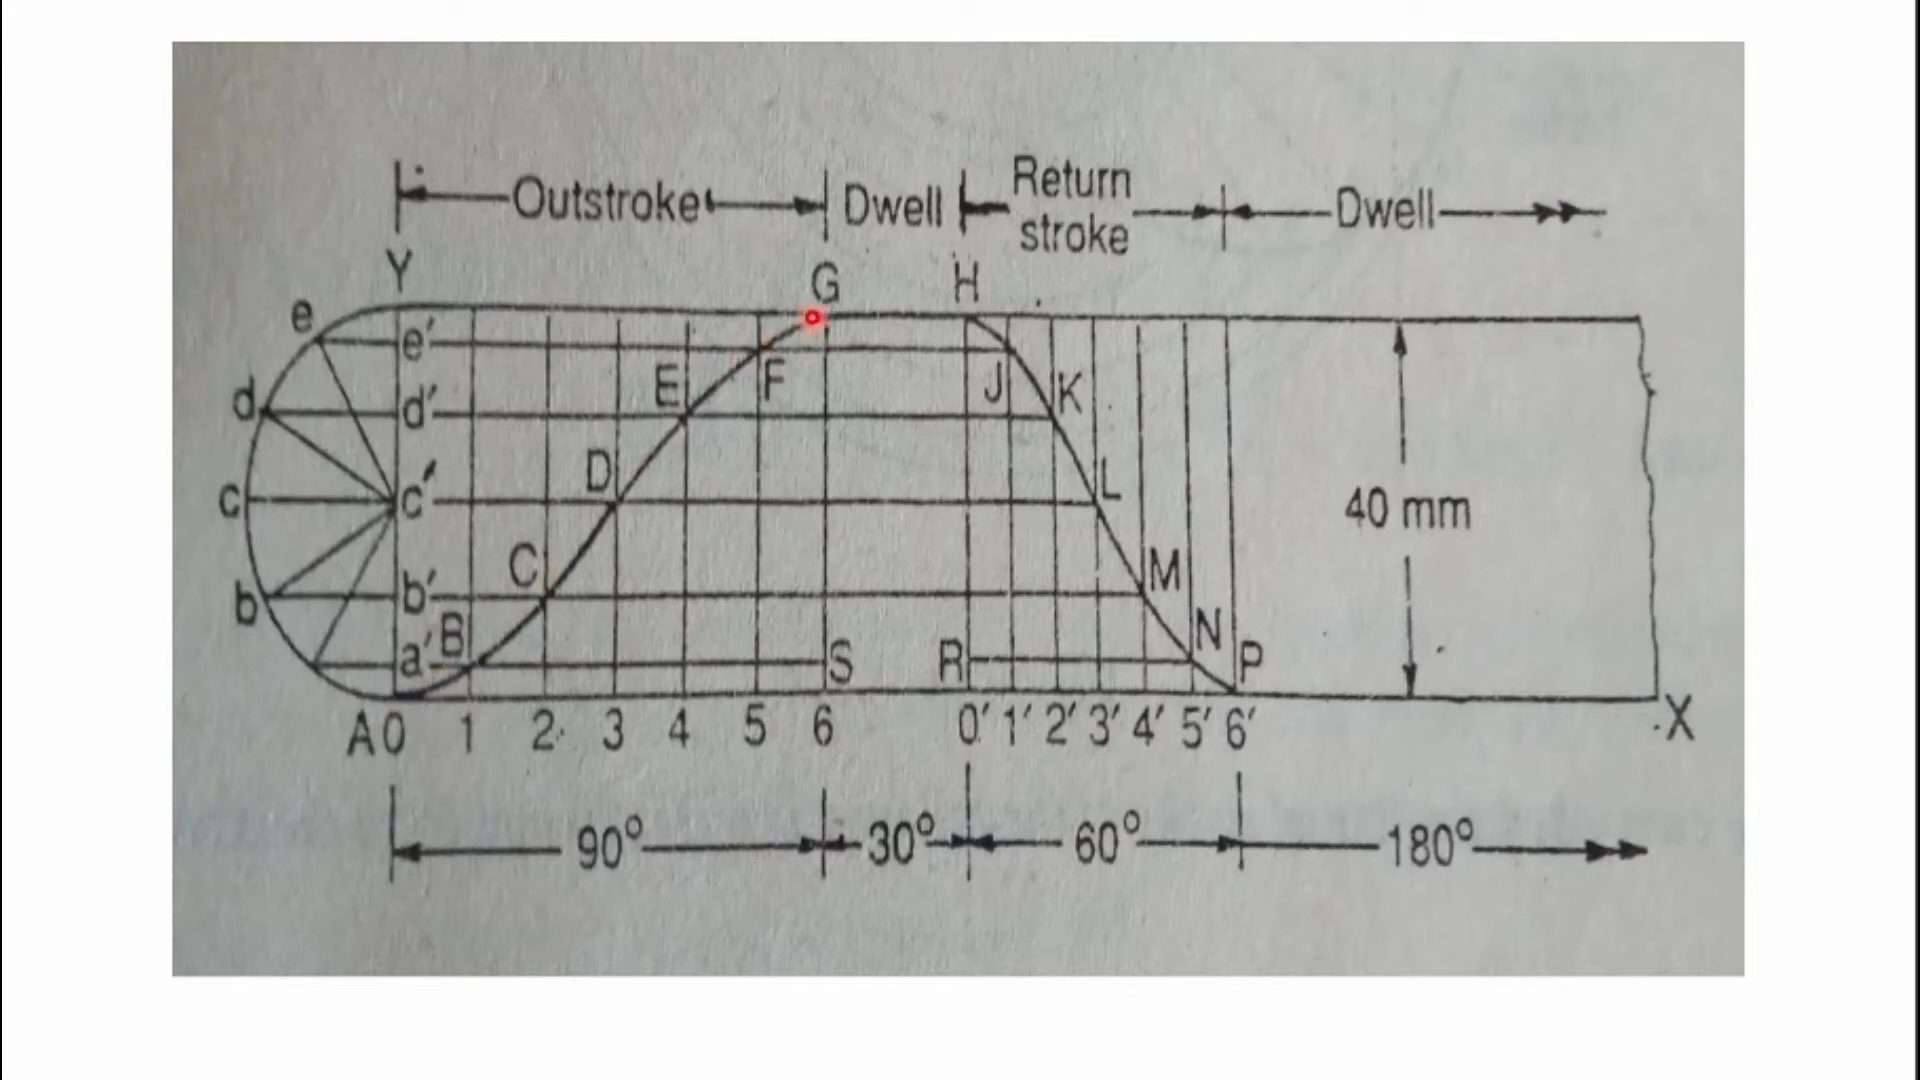 Outstroke Dwell Return stroke Dwell
Y G H
e e'
d d' E F J K
c c' D L 40 mm
b b' C M
a' B S R N P
A 0 1 2 3 4 5 6 0' 1' 2' 3' 4' 5' 6' X
90° 30° 60° 180°